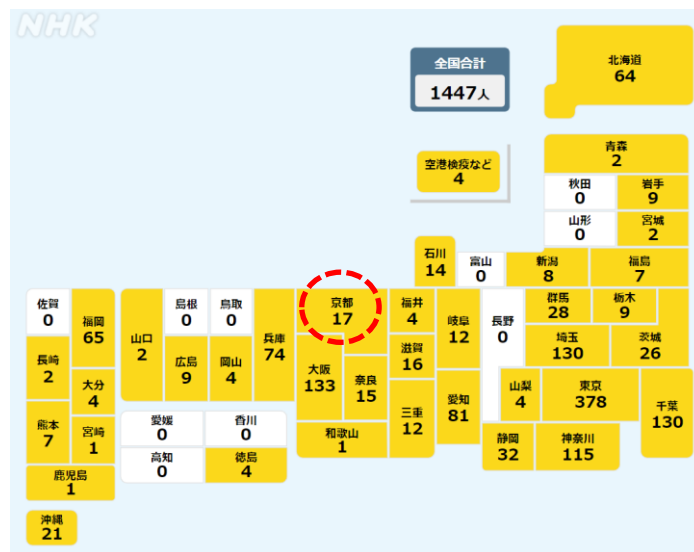 NHK
全国合計
1447人
北海道
64
空港検疫など
4
青森
2
秋田
0
岩手
9
山形
0
宮城
2
石川
14
富山
0
新潟
8
福島
7
佐賀
0
福岡
65
山口
2
島根
0
鳥取
0
兵庫
74
京都
17
福井
4
岐阜
12
長野
0
群馬
28
栃木
9
長崎
2
広島
9
岡山
4
大阪
133
滋賀
16
埼玉
130
茨城
26
大分
4
奈良
15
愛知
81
山梨
4
東京
378
千葉
130
熊本
7
宮崎
1
愛媛
0
香川
0
和歌山
1
三重
12
静岡
32
神奈川
115
高知
0
徳島
4
鹿児島
1
沖縄
21